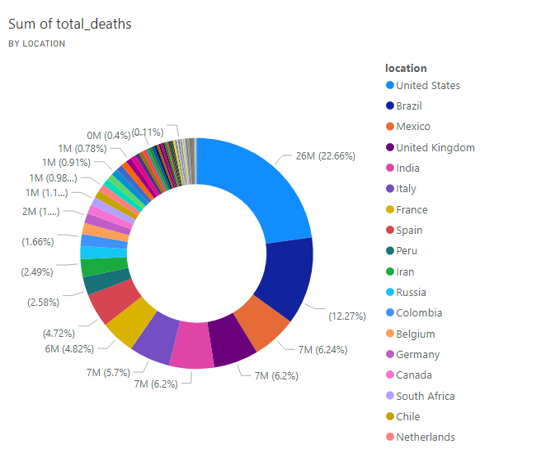 Sum of total_deaths
BY LOCATION
location
United States
Brazil
Mexico
United Kingdom
India
Italy
France
Spain
Peru
Iran
Russia
Colombia
Belgium
Germany
Canada
South Africa
Chile
Netherlands
26M (22.66%)
(12.27%)
7M (6.24%)
7M (6.2%)
7M (6.2%)
7M (5.7%)
6M (4.82%)
(4.72%)
(2.58%)
(2.49%)
(1.66%)
2M (1....)
1M (1.1...)
1M (0.98...)
1M (0.91%)
1M (0.78%)
0M (0.4%)
(0.11%)